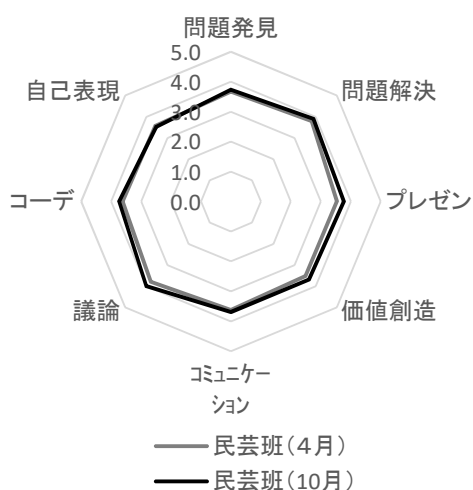 問題発見
問題解決
プレゼン
価値創造
コミュニケー
ション
議論
コーデ
自己表現
5.0
4.0
3.0
2.0
1.0
0.0
民芸班(4月)
民芸班(10月)